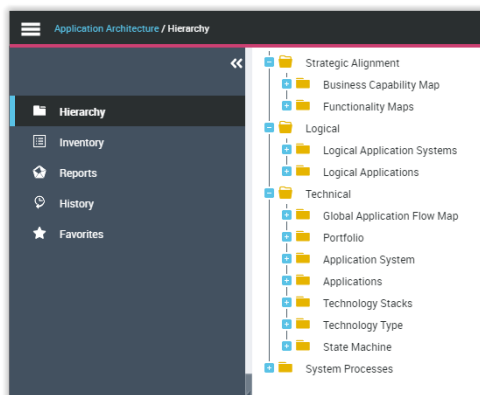 Application Architecture / Hierarchy
Hierarchy
Inventory
Reports
History
Favorites
Strategic Alignment
Business Capability Map
Functionality Maps
Logical
Logical Application Systems
Logical Applications
Technical
Global Application Flow Map
Portfolio
Application System
Applications
Technology Stacks
Technology Type
State Machine
System Processes